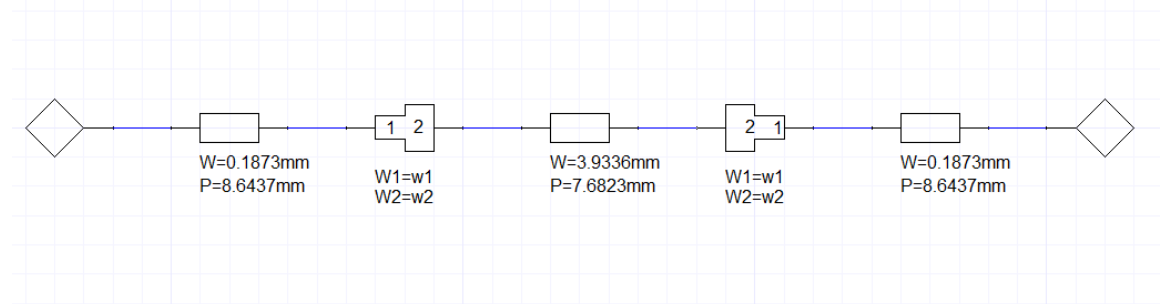 1 2
2 1
W=0.1873mm
P=8.6437mm
W1=w1
W2=w2
W=3.9336mm
P=7.6823mm
W1=w1
W2=w2
W=0.1873mm
P=8.6437mm